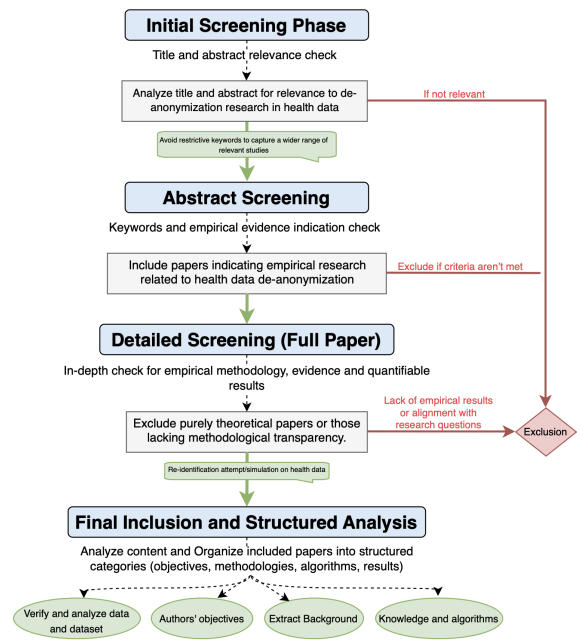 Initial Screening Phase
Title and abstract relevance check
Analyze title and abstract for relevance to de-
anonymization research in health data
If not relevant
Avoid restrictive keywords to capture a wider range of
relevant studies
Abstract Screening
Keywords and empirical evidence indication check
Include papers indicating empirical research
related to health data de-anonymization
Exclude if criteria aren't met
Detailed Screening (Full Paper)
In-depth check for empirical methodology, evidence and quantifiable
results
Exclude purely theoretical papers or those
lacking methodological transparency.
Lack of empirical results
or alignment with
research questions
Exclusion
Re-identification attempt/simulation on health data
Final Inclusion and Structured Analysis
Analyze content and Organize included papers into structured
categories (objectives, methodologies, algorithms, results)
Verify and analyze data
and dataset
Authors' objectives
Extract Background
Knowledge and algorithms